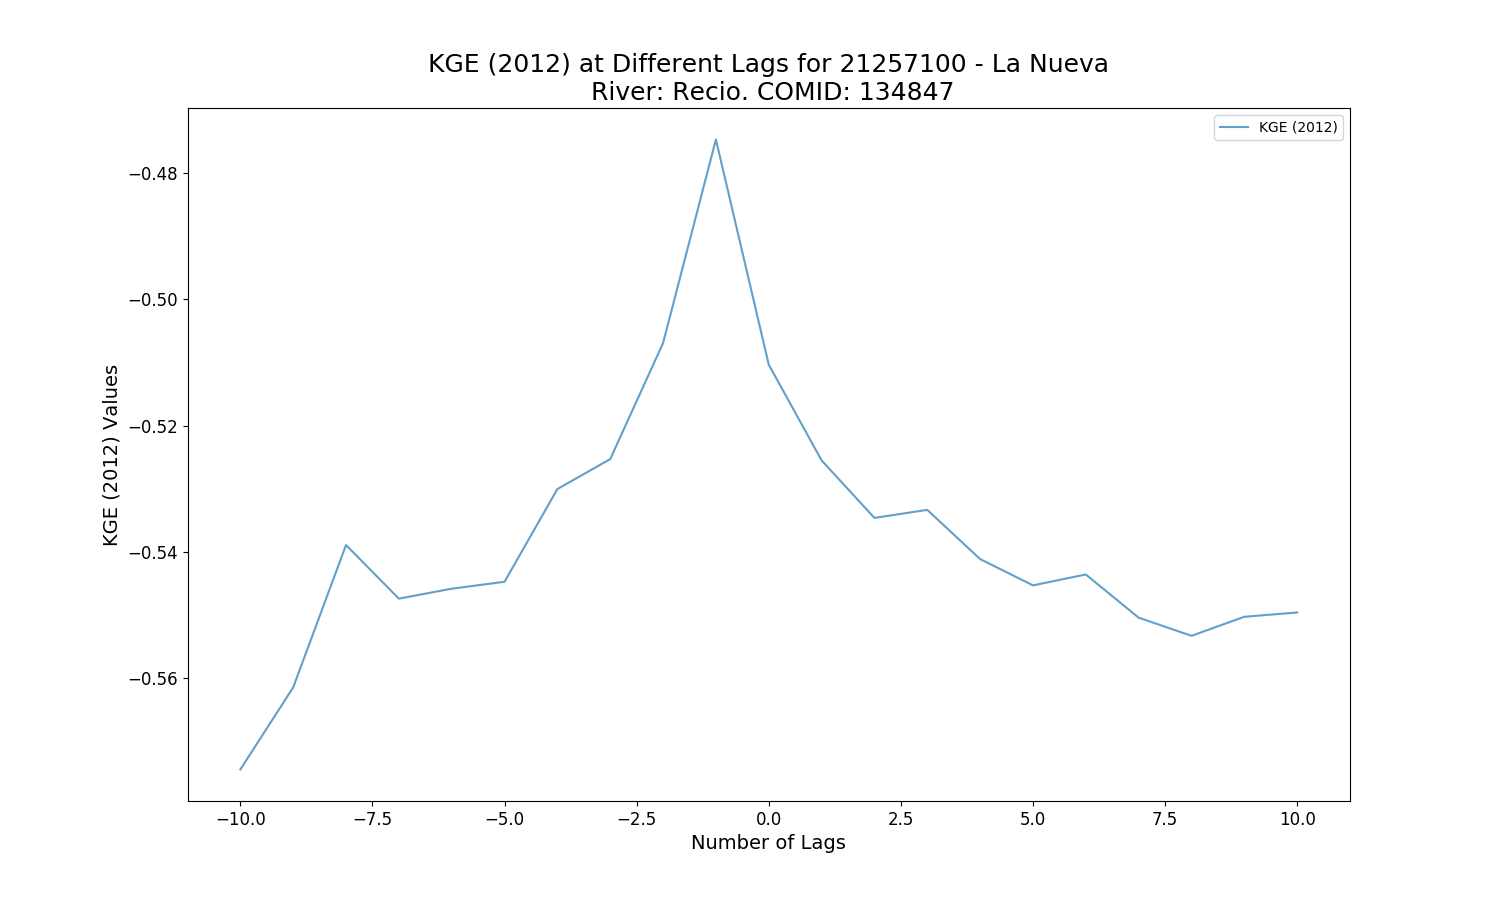 KGE (2012) at Different Lags for 21257100 - La Nueva
River: Recio. COMID: 134847
KGE (2012)
KGE (2012) Values
−0.48
−0.50
−0.52
−0.54
−0.56
−10.0
−7.5
−5.0
−2.5
0.0
2.5
5.0
7.5
10.0
Number of Lags